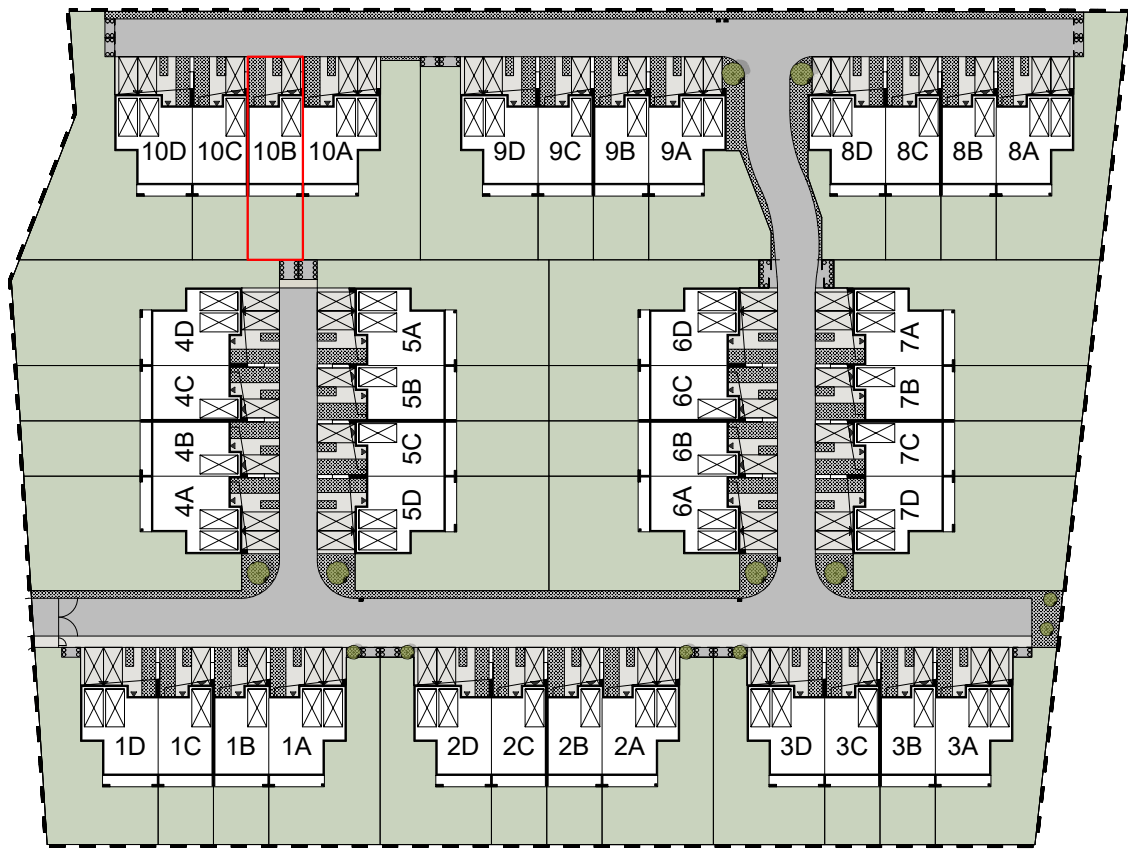 10D 10C 10B 10A 9D 9C 9B 9A 8D 8C 8B 8A
4D 5A 6D 7A
4C 5B 6C 7B
4B 5C 6B 7C
4A 5D 6A 7D
1D 1C 1B 1A 2D 2C 2B 2A 3D 3C 3B 3A